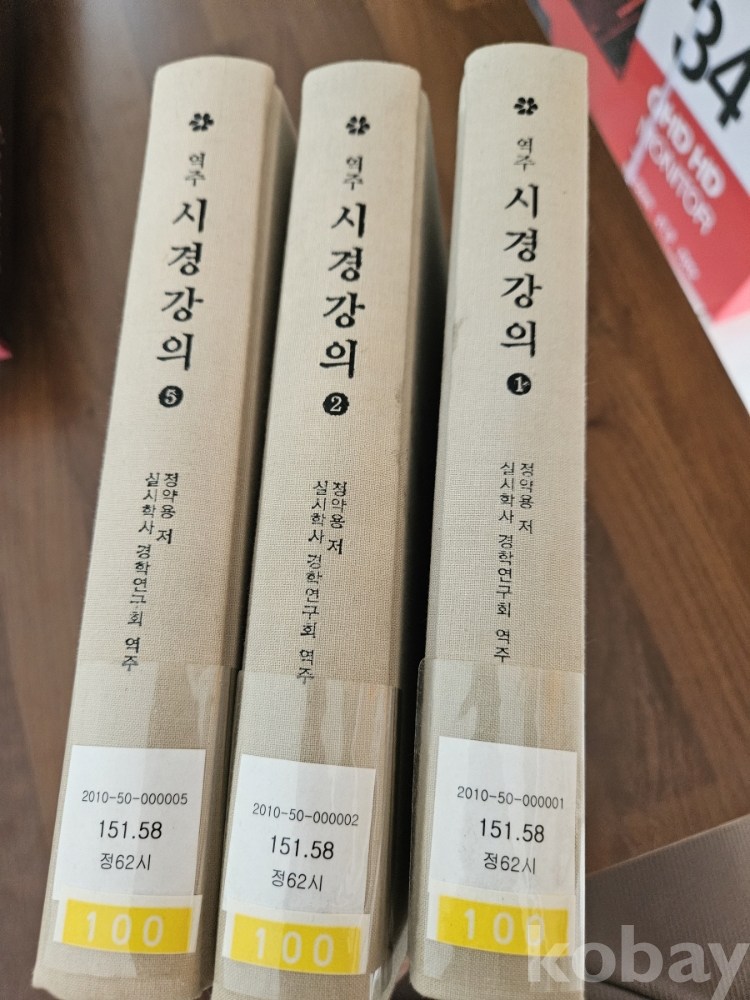 역주
시경강의
5
정약용 저
실시학사 경학연구회 역주
2010-50-000005
151.58
정62시
100
역주
시경강의
2
정약용 저
실시학사 경학연구회 역주
2010-50-000002
151.58
정62시
100
역주
시경강의
1
정약용 저
실시학사 경학연구회 역주
2010-50-000001
151.58
정62시
100
34
QHD HD
MONITOR
kobay